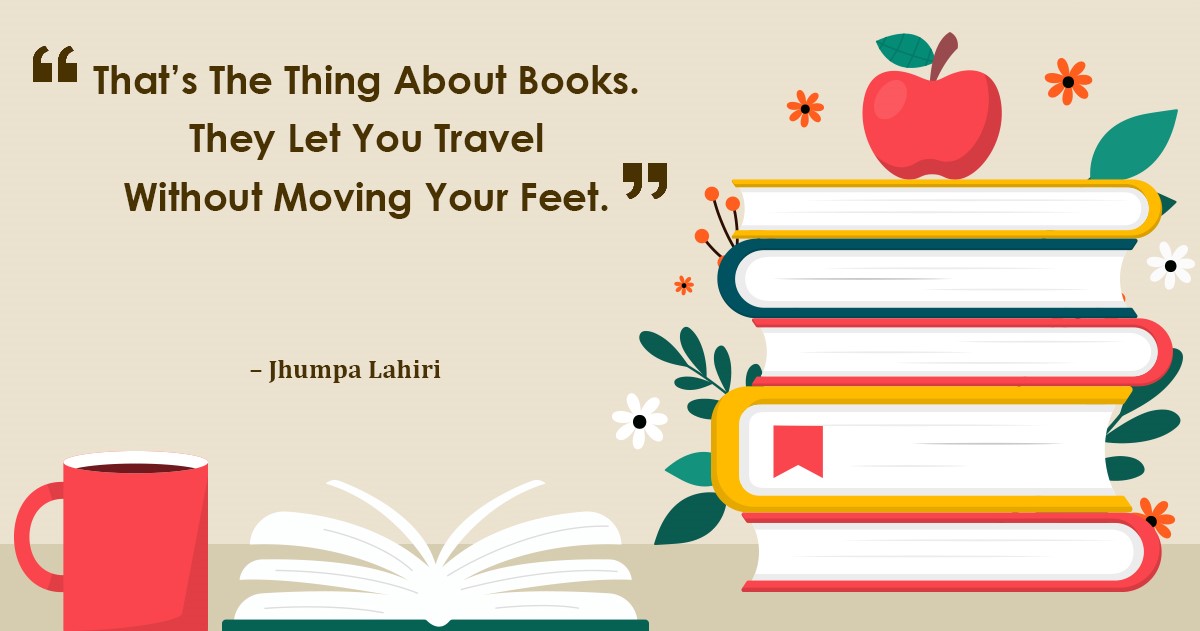 “ That’s The Thing About Books.
They Let You Travel
Without Moving Your Feet. ”
– Jhumpa Lahiri